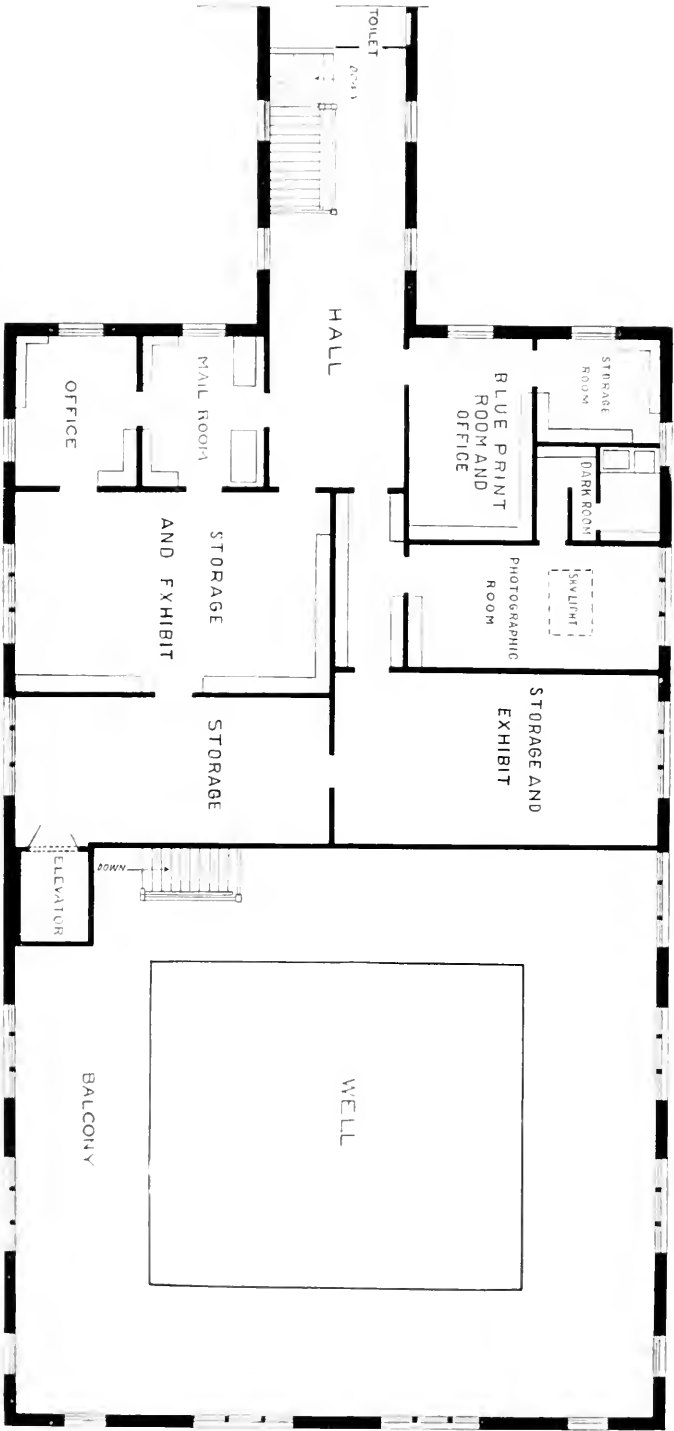 TOILET
DOWN
HALL
STORAGE
ROOM
BLUE PRINT
ROOM AND
OFFICE
MAIL ROOM
OFFICE
DARK ROOM
SKYLIGHT
PHOTOGRAPHIC
ROOM
STORAGE
AND EXHIBIT
STORAGE AND
EXHIBIT
STORAGE
ELEVATOR
DOWN
WELL
BALCONY